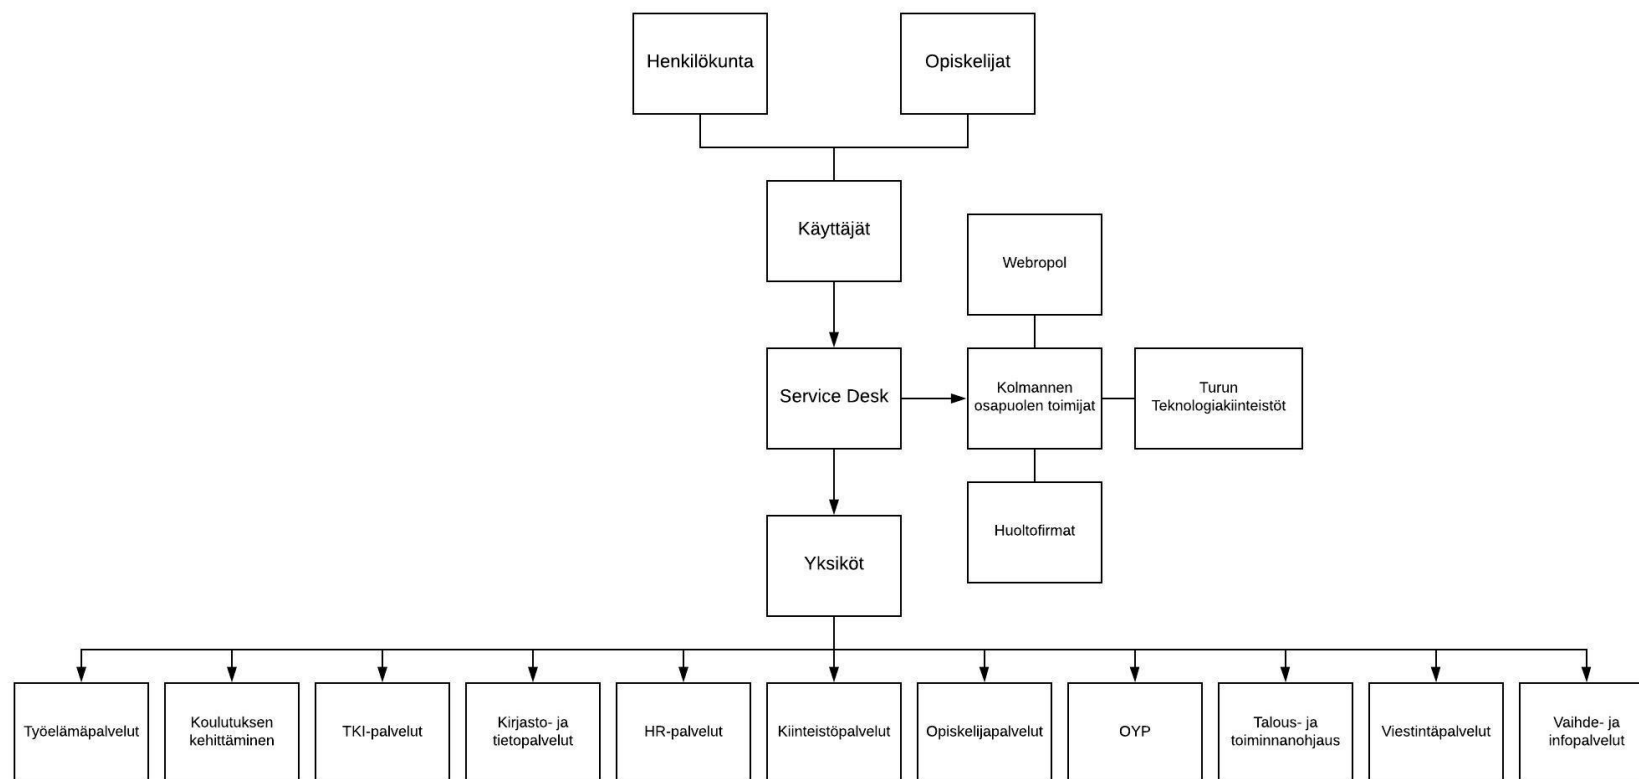 Henkilökunta
Opiskelijat
Käyttäjät
Webropol
Service Desk
Kolmannen
osapuolen toimijat
Turun
Teknologiakiinteistöt
Huoltofirmat
Yksiköt
Työelämäpalvelut
Koulutuksen
kehittäminen
TKI-palvelut
Kirjasto- ja
tietopalvelut
HR-palvelut
Kiinteistöpalvelut
Opiskelijapalvelut
OYP
Talous- ja
toiminnanohjaus
Viestintäpalvelut
Vaihde- ja
infopalvelut